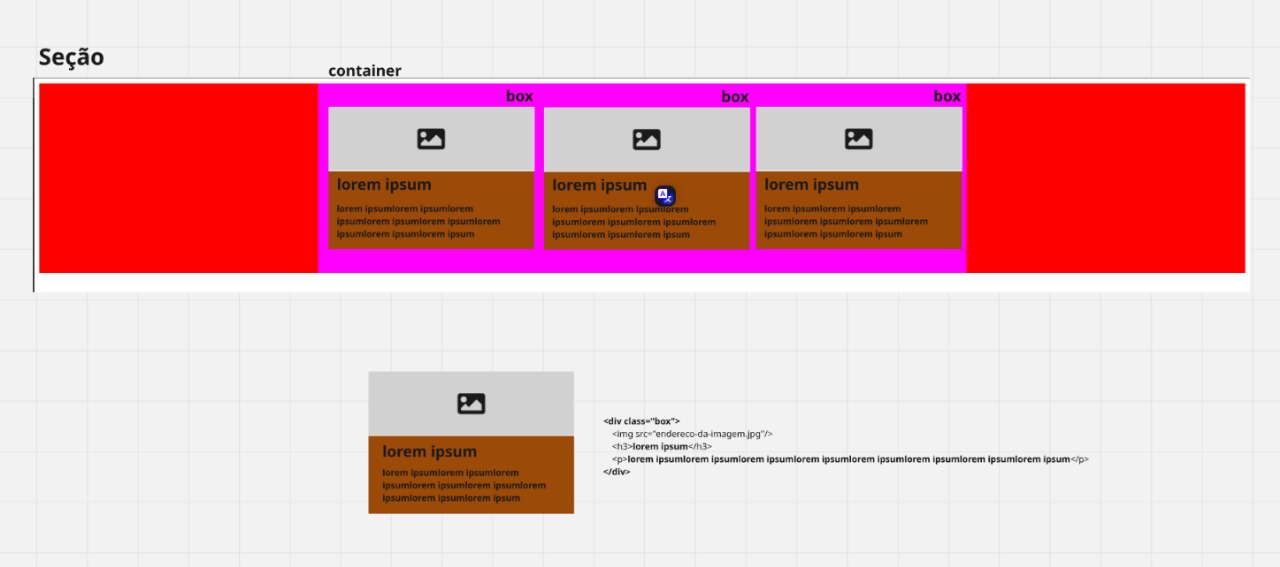 Seção
container
box
box
box
lorem ipsum
lorem ipsumlorem ipsumlorem
ipsumlorem ipsumlorem ipsumlorem
ipsumlorem ipsumlorem ipsum
lorem ipsum
lorem ipsumlorem ipsumlorem
ipsumlorem ipsumlorem ipsumlorem
ipsumlorem ipsumlorem ipsum
lorem ipsum
lorem ipsumlorem ipsumlorem
ipsumlorem ipsumlorem ipsumlorem
ipsumlorem ipsumlorem ipsum
lorem ipsum
lorem ipsumlorem ipsumlorem
ipsumlorem ipsumlorem ipsumlorem
ipsumlorem ipsumlorem ipsum
<div class="box">
<img src="endereco-da-imagem.jpg"/>
<h3>lorem ipsum</h3>
<p>lorem ipsumlorem ipsumlorem ipsumlorem ipsumlorem ipsumlorem ipsumlorem ipsumlorem ipsum</p>
</div>